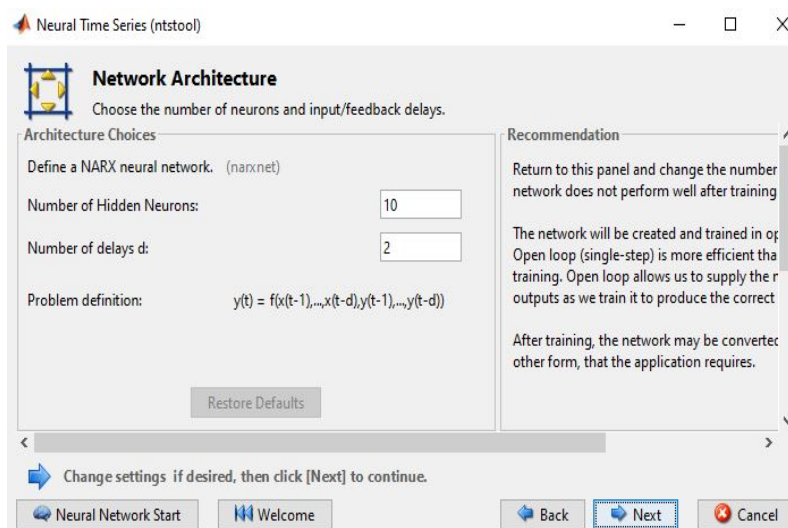 Neural Time Series (ntstool)
Network Architecture
Choose the number of neurons and input/feedback delays.
Architecture Choices
Define a NARX neural network. (narxnet)
Number of Hidden Neurons:
10
Number of delays d:
2
Problem definition:
y(t) = f(x(t-1),...,x(t-d),y(t-1),...,y(t-d))
Restore Defaults
Recommendation
Return to this panel and change the number
network does not perform well after training
The network will be created and trained in op
Open loop (single-step) is more efficient tha
training. Open loop allows us to supply the
outputs as we train it to produce the correct
After training, the network may be converted
other form, that the application requires.
Change settings if desired, then click [Next] to continue.
Neural Network Start
Welcome
Back
Next
Cancel